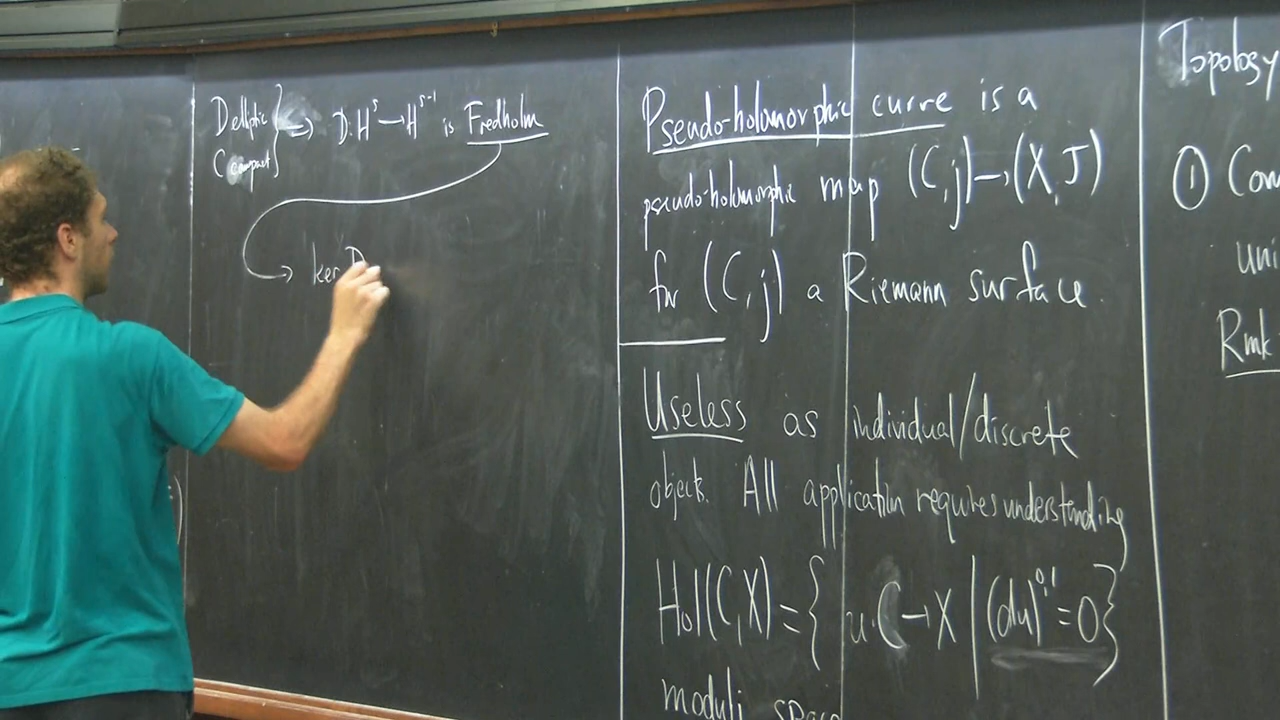 D elliptic
C compact } ⇒ D: H^s → H^{s-1} is Fredholm
ker D
Pseudo-holomorphic curve is a
pseudo-holomorphic map (C, j) → (X, J)
for (C, j) a Riemann surface.
Useless as individual/discrete
objects. All application requires understanding
Hol(C, X) = { u: C → X | (du)^{0,1} = 0 }
moduli space
Topology
① Com
uni
Rmk